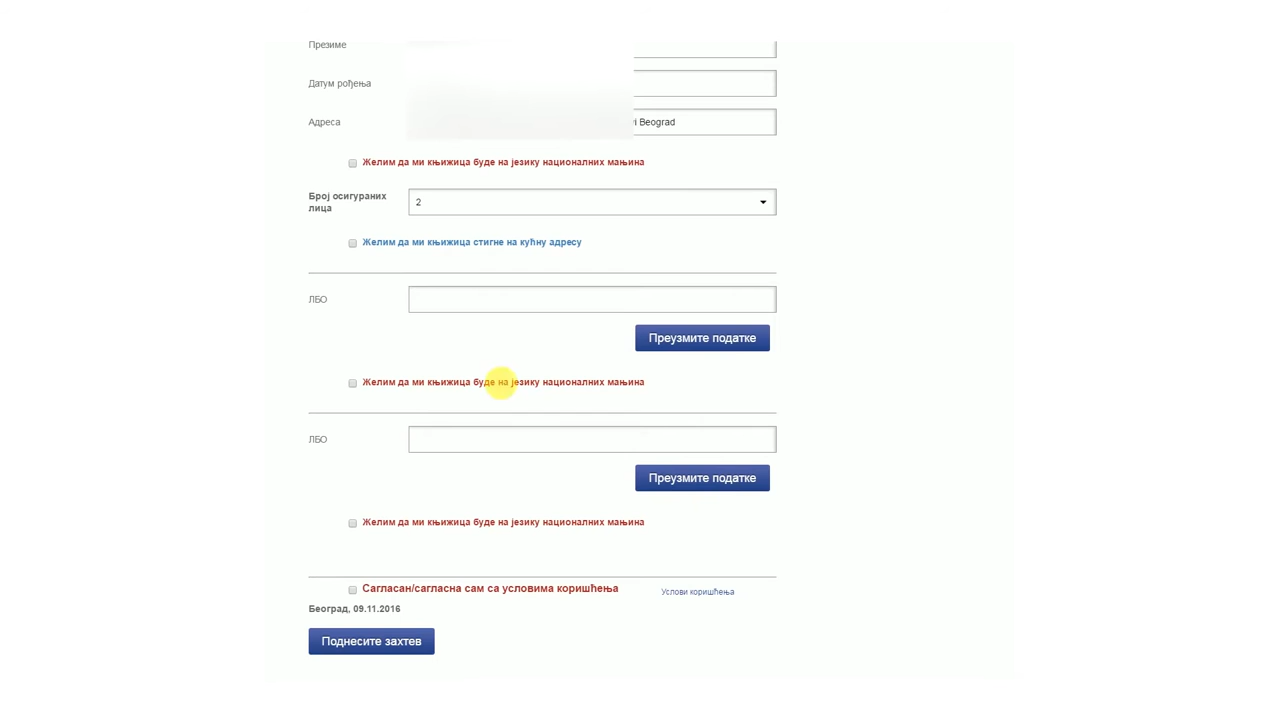 Презиме
Датум рођења
Адреса
i Beograd
Желим да ми књижица буде на језику националних мањина
Број осигураних
лица
2
Желим да ми књижица стигне на кућну адресу
ЛБО
Преузмите податке
Желим да ми књижица буде на језику националних мањина
ЛБО
Преузмите податке
Желим да ми књижица буде на језику националних мањина
Сагласан/сагласна сам са условима коришћења
Услови коришћења
Београд, 09.11.2016
Поднесите захтев